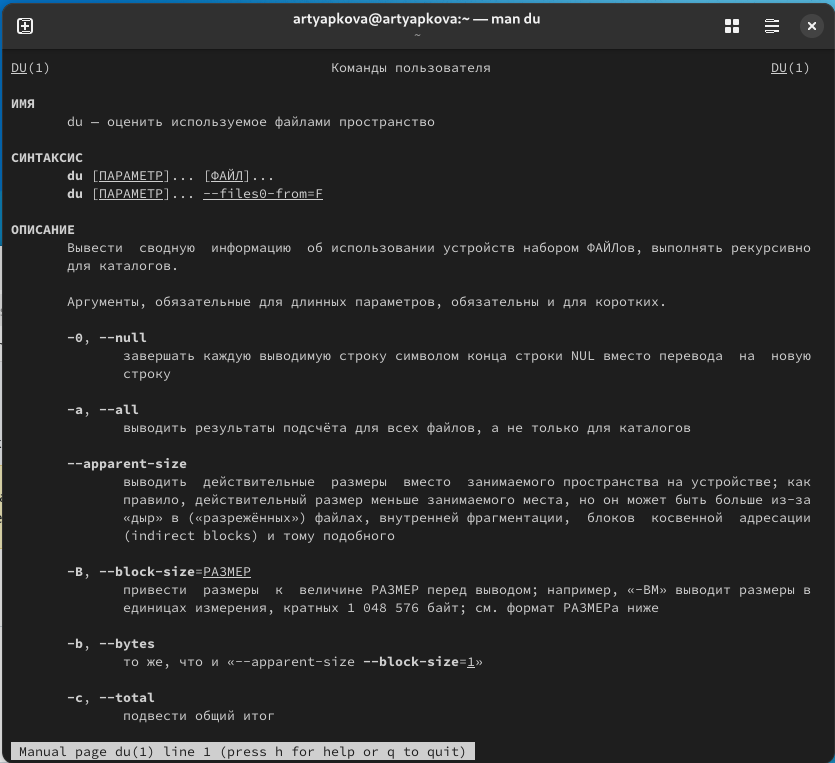 artyapkova@artyapkova:~ — man du
~
DU(1) Команды пользователя DU(1)
ИМЯ
du — оценить используемое файлами пространство
СИНТАКСИС
du [ПАРАМЕТР]... [ФАЙЛ]...
du [ПАРАМЕТР]... --files0-from=F
ОПИСАНИЕ
Вывести сводную информацию об использовании устройств набором ФАЙЛов, выполнять рекурсивно
для каталогов.
Аргументы, обязательные для длинных параметров, обязательны и для коротких.
-0, --null
завершать каждую выводимую строку символом конца строки NUL вместо перевода на новую
строку
-a, --all
выводить результаты подсчёта для всех файлов, а не только для каталогов
--apparent-size
выводить действительные размеры вместо занимаемого пространства на устройстве; как
правило, действительный размер меньше занимаемого места, но он может быть больше из-за
«дыр» в («разрежённых») файлах, внутренней фрагментации, блоков косвенной адресации
(indirect blocks) и тому подобного
-B, --block-size=РАЗМЕР
привести размеры к величине РАЗМЕР перед выводом; например, «-BM» выводит размеры в
единицах измерения, кратных 1 048 576 байт; см. формат РАЗМЕРа ниже
-b, --bytes
то же, что и «--apparent-size --block-size=1»
-c, --total
подвести общий итог
Manual page du(1) line 1 (press h for help or q to quit)